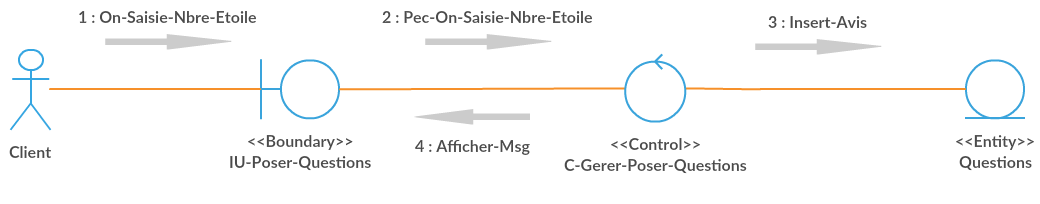 1 : On-Saisie-Nbre-Etoile
2 : Pec-On-Saisie-Nbre-Etoile
3 : Insert-Avis
Client
<<Boundary>>
IU-Poser-Questions
4 : Afficher-Msg
<<Control>>
C-Gerer-Poser-Questions
<<Entity>>
Questions